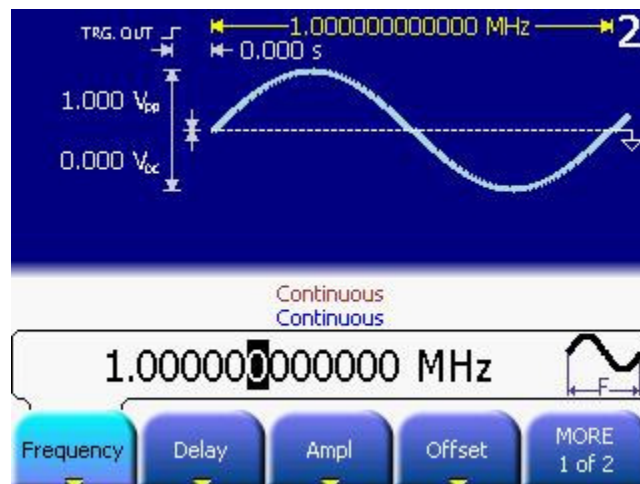 TRG. OUT
1.000000000000 MHz
2
0.000 s
1.000 Vpp
0.000 VDC
Continuous
Continuous
1.000000000000 MHz
F
Frequency
Delay
Ampl
Offset
MORE
1 of 2